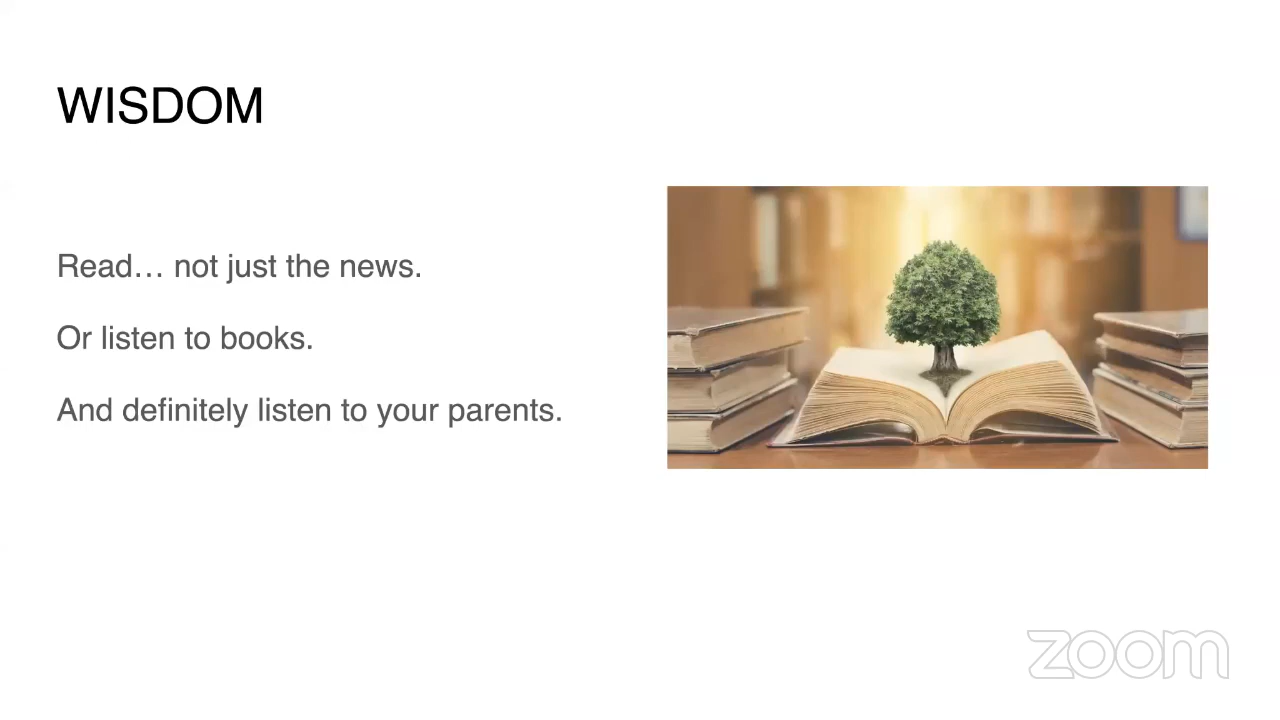 WISDOM
Read… not just the news.
Or listen to books.
And definitely listen to your parents.
zoom